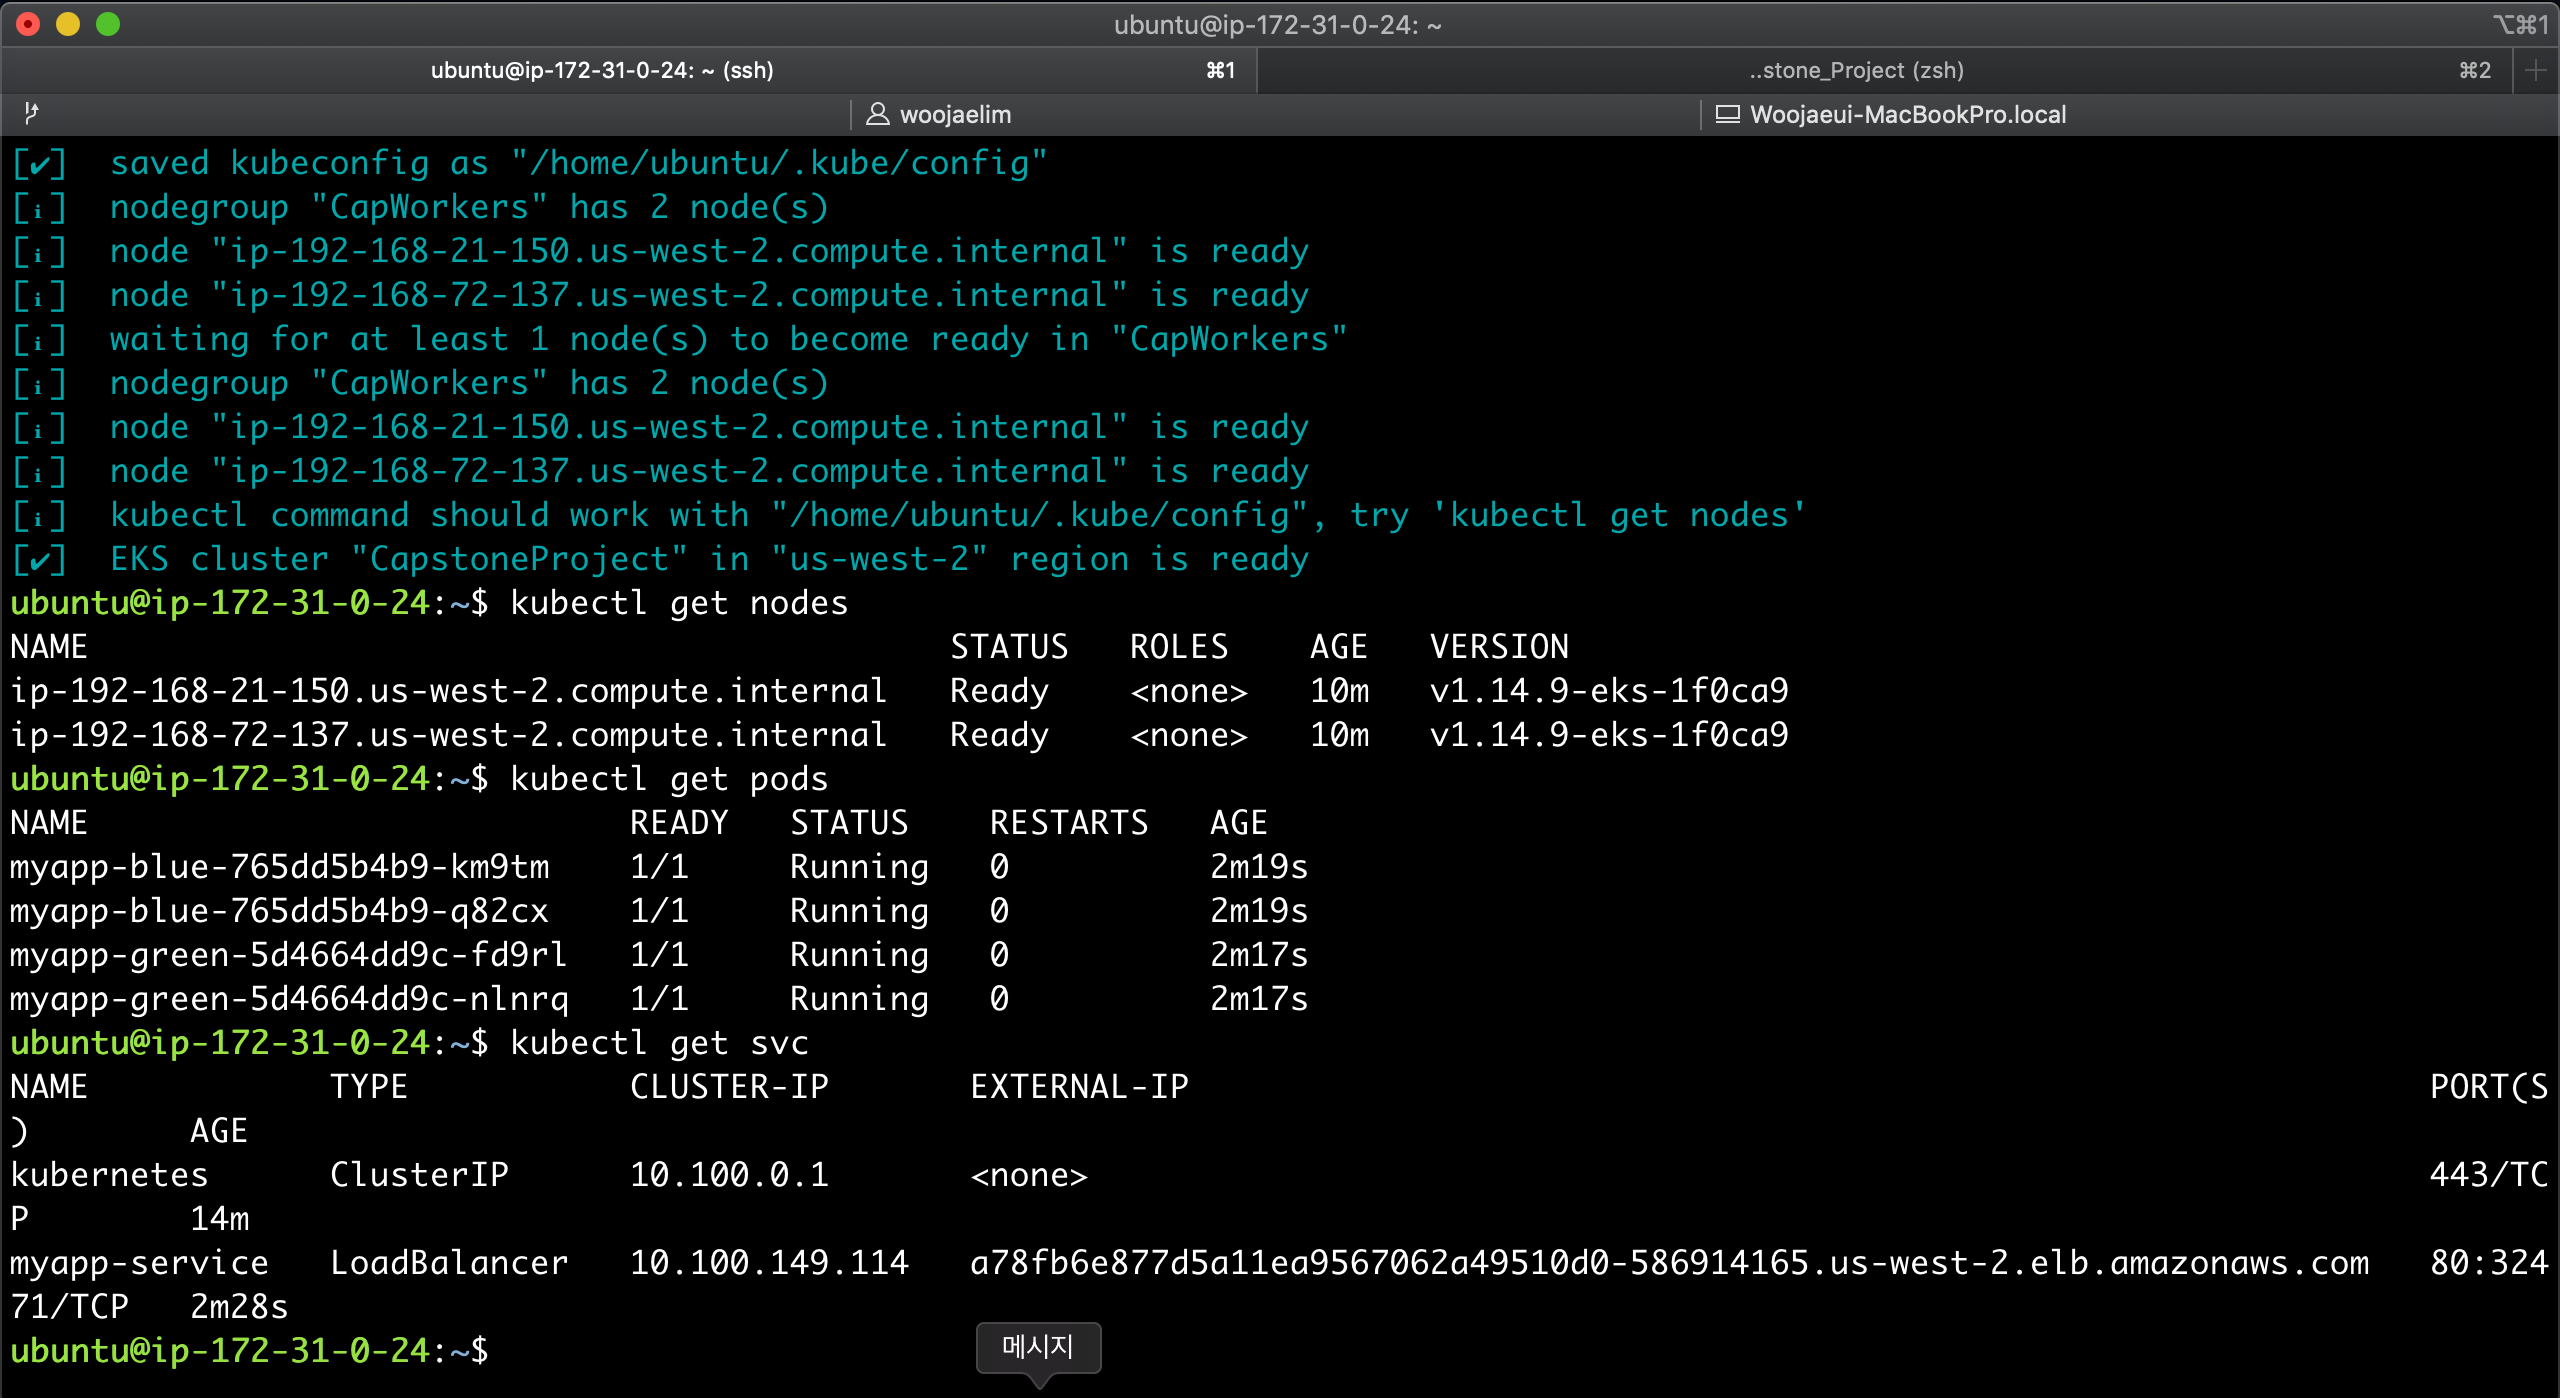 ubuntu@ip-172-31-0-24: ~
⌥⌘1
ubuntu@ip-172-31-0-24: ~ (ssh) ⌘1
..stone_Project (zsh) ⌘2 +
woojaelim
Woojaeui-MacBookPro.local
[✔]  saved kubeconfig as "/home/ubuntu/.kube/config"
[ℹ]  nodegroup "CapWorkers" has 2 node(s)
[ℹ]  node "ip-192-168-21-150.us-west-2.compute.internal" is ready
[ℹ]  node "ip-192-168-72-137.us-west-2.compute.internal" is ready
[ℹ]  waiting for at least 1 node(s) to become ready in "CapWorkers"
[ℹ]  nodegroup "CapWorkers" has 2 node(s)
[ℹ]  node "ip-192-168-21-150.us-west-2.compute.internal" is ready
[ℹ]  node "ip-192-168-72-137.us-west-2.compute.internal" is ready
[ℹ]  kubectl command should work with "/home/ubuntu/.kube/config", try 'kubectl get nodes'
[✔]  EKS cluster "CapstoneProject" in "us-west-2" region is ready
ubuntu@ip-172-31-0-24:~$ kubectl get nodes
NAME                                           STATUS   ROLES    AGE   VERSION
ip-192-168-21-150.us-west-2.compute.internal   Ready    <none>   10m   v1.14.9-eks-1f0ca9
ip-192-168-72-137.us-west-2.compute.internal   Ready    <none>   10m   v1.14.9-eks-1f0ca9
ubuntu@ip-172-31-0-24:~$ kubectl get pods
NAME                           READY   STATUS    RESTARTS   AGE
myapp-blue-765dd5b4b9-km9tm    1/1     Running   0          2m19s
myapp-blue-765dd5b4b9-q82cx    1/1     Running   0          2m19s
myapp-green-5d4664dd9c-fd9rl   1/1     Running   0          2m17s
myapp-green-5d4664dd9c-nlnrq   1/1     Running   0          2m17s
ubuntu@ip-172-31-0-24:~$ kubectl get svc
NAME            TYPE           CLUSTER-IP       EXTERNAL-IP                                                              PORT(S
)        AGE
kubernetes      ClusterIP      10.100.0.1       <none>                                                                   443/TC
P        14m
myapp-service   LoadBalancer   10.100.149.114   a78fb6e877d5a11ea9567062a49510d0-586914165.us-west-2.elb.amazonaws.com   80:324
71/TCP   2m28s
ubuntu@ip-172-31-0-24:~$
메시지